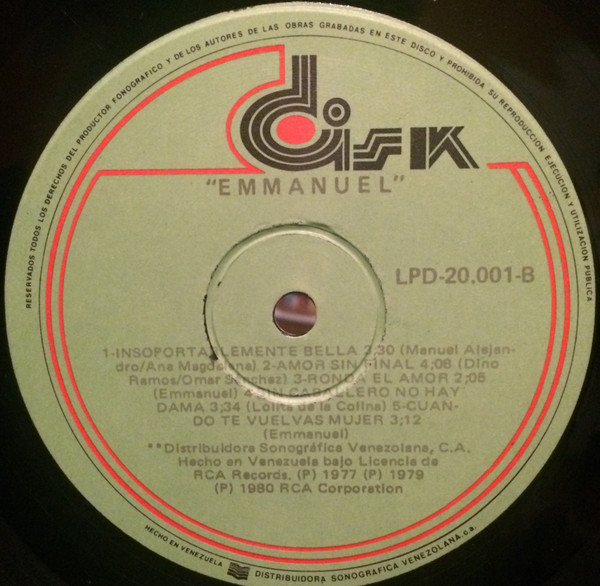 RESERVADOS TODOS LOS DERECHOS DEL PRODUCTOR FONOGRAFICO Y DE LOS AUTORES DE LAS OBRAS GRABADAS EN ESTE DISCO Y PROHIBIDA SU REPRODUCCION EJECUCION Y UTILIZACION PUBLICA
disk
"EMMANUEL"
LPD-20.001-B
1-INSOPORTABLEMENTE BELLA 3;30 (Manuel Alejan-
dro/Ana Magdalena) 2-AMOR SIN FINAL 4;08 (Dino
Ramos/Omar Sánchez) 3-RONDA EL AMOR 2;05
(Emmanuel) CABALLERO NO HAY
DAMA 3;34 (Lolita de la Colina) 5-CUAN-
DO TE VUELVAS MUJER 3;12
(Emmanuel)
**Distribuidora Sonográfica Venezolana, C.A.
Hecho en Venezuela bajo Licencia de
RCA Records. (P) 1977 (P) 1979
(P) 1980 RCA Corporation
HECHO EN VENEZUELA DISTRIBUIDORA SONOGRAFICA VENEZOLANA, c.a.